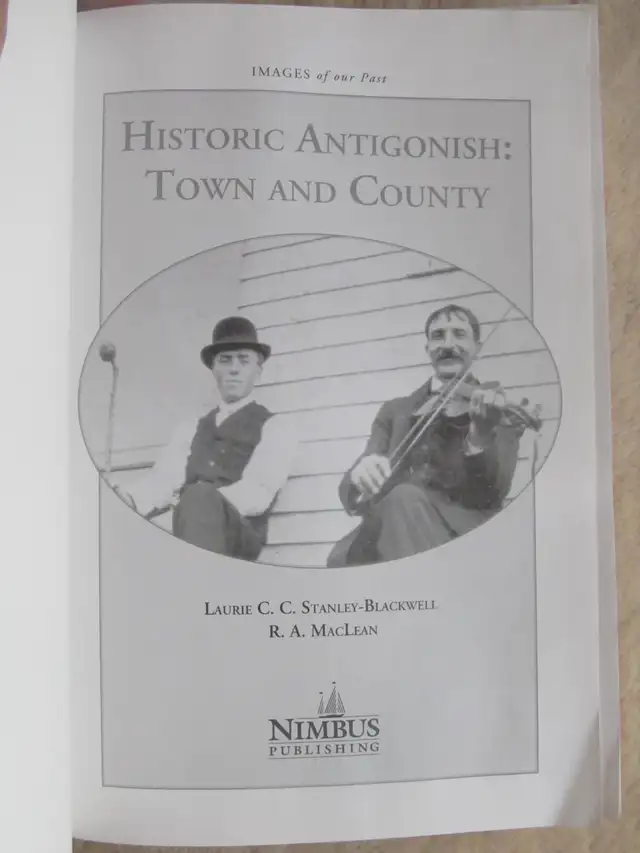 IMAGES of our Past
HISTORIC ANTIGONISH:
TOWN AND COUNTY
LAURIE C. C. STANLEY-BLACKWELL
R. A. MACLEAN
NIMBUS
PUBLISHING